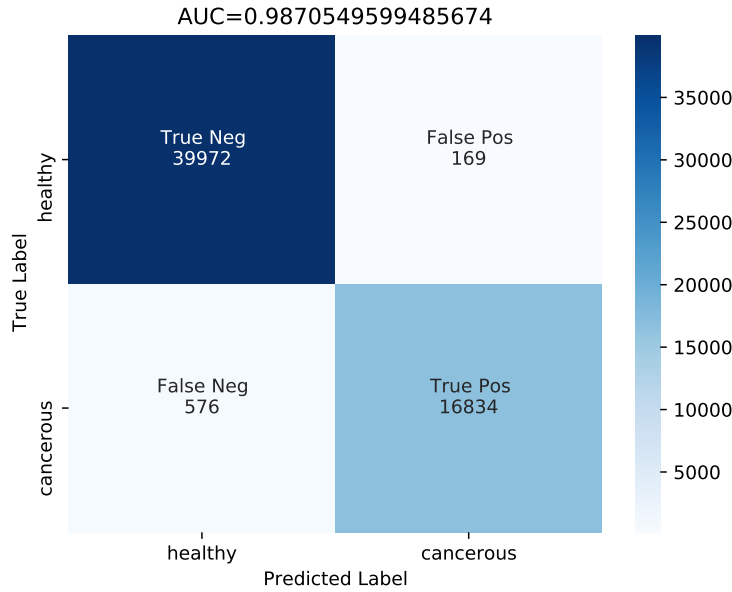 AUC=0.9870549599485674
True Neg
39972
False Pos
169
False Neg
576
True Pos
16834
healthy
cancerous
True Label
healthy
cancerous
Predicted Label
35000
30000
25000
20000
15000
10000
5000